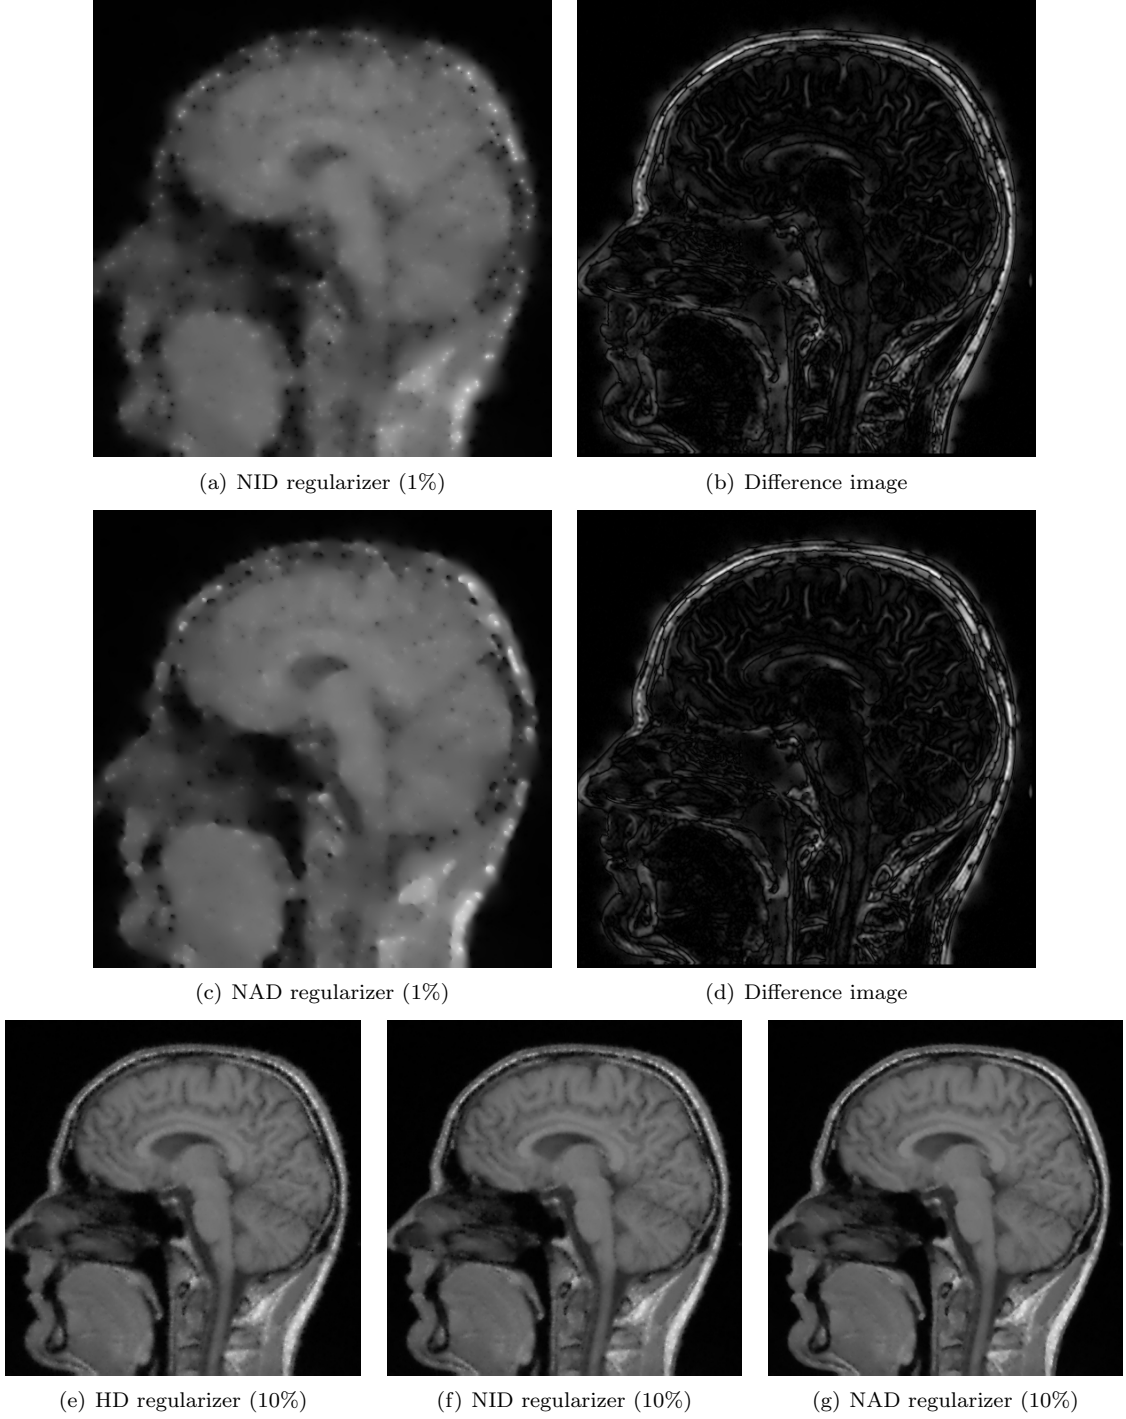 (a) NID regularizer (1%)
(b) Difference image
(c) NAD regularizer (1%)
(d) Difference image
(e) HD regularizer (10%)
(f) NID regularizer (10%)
(g) NAD regularizer (10%)